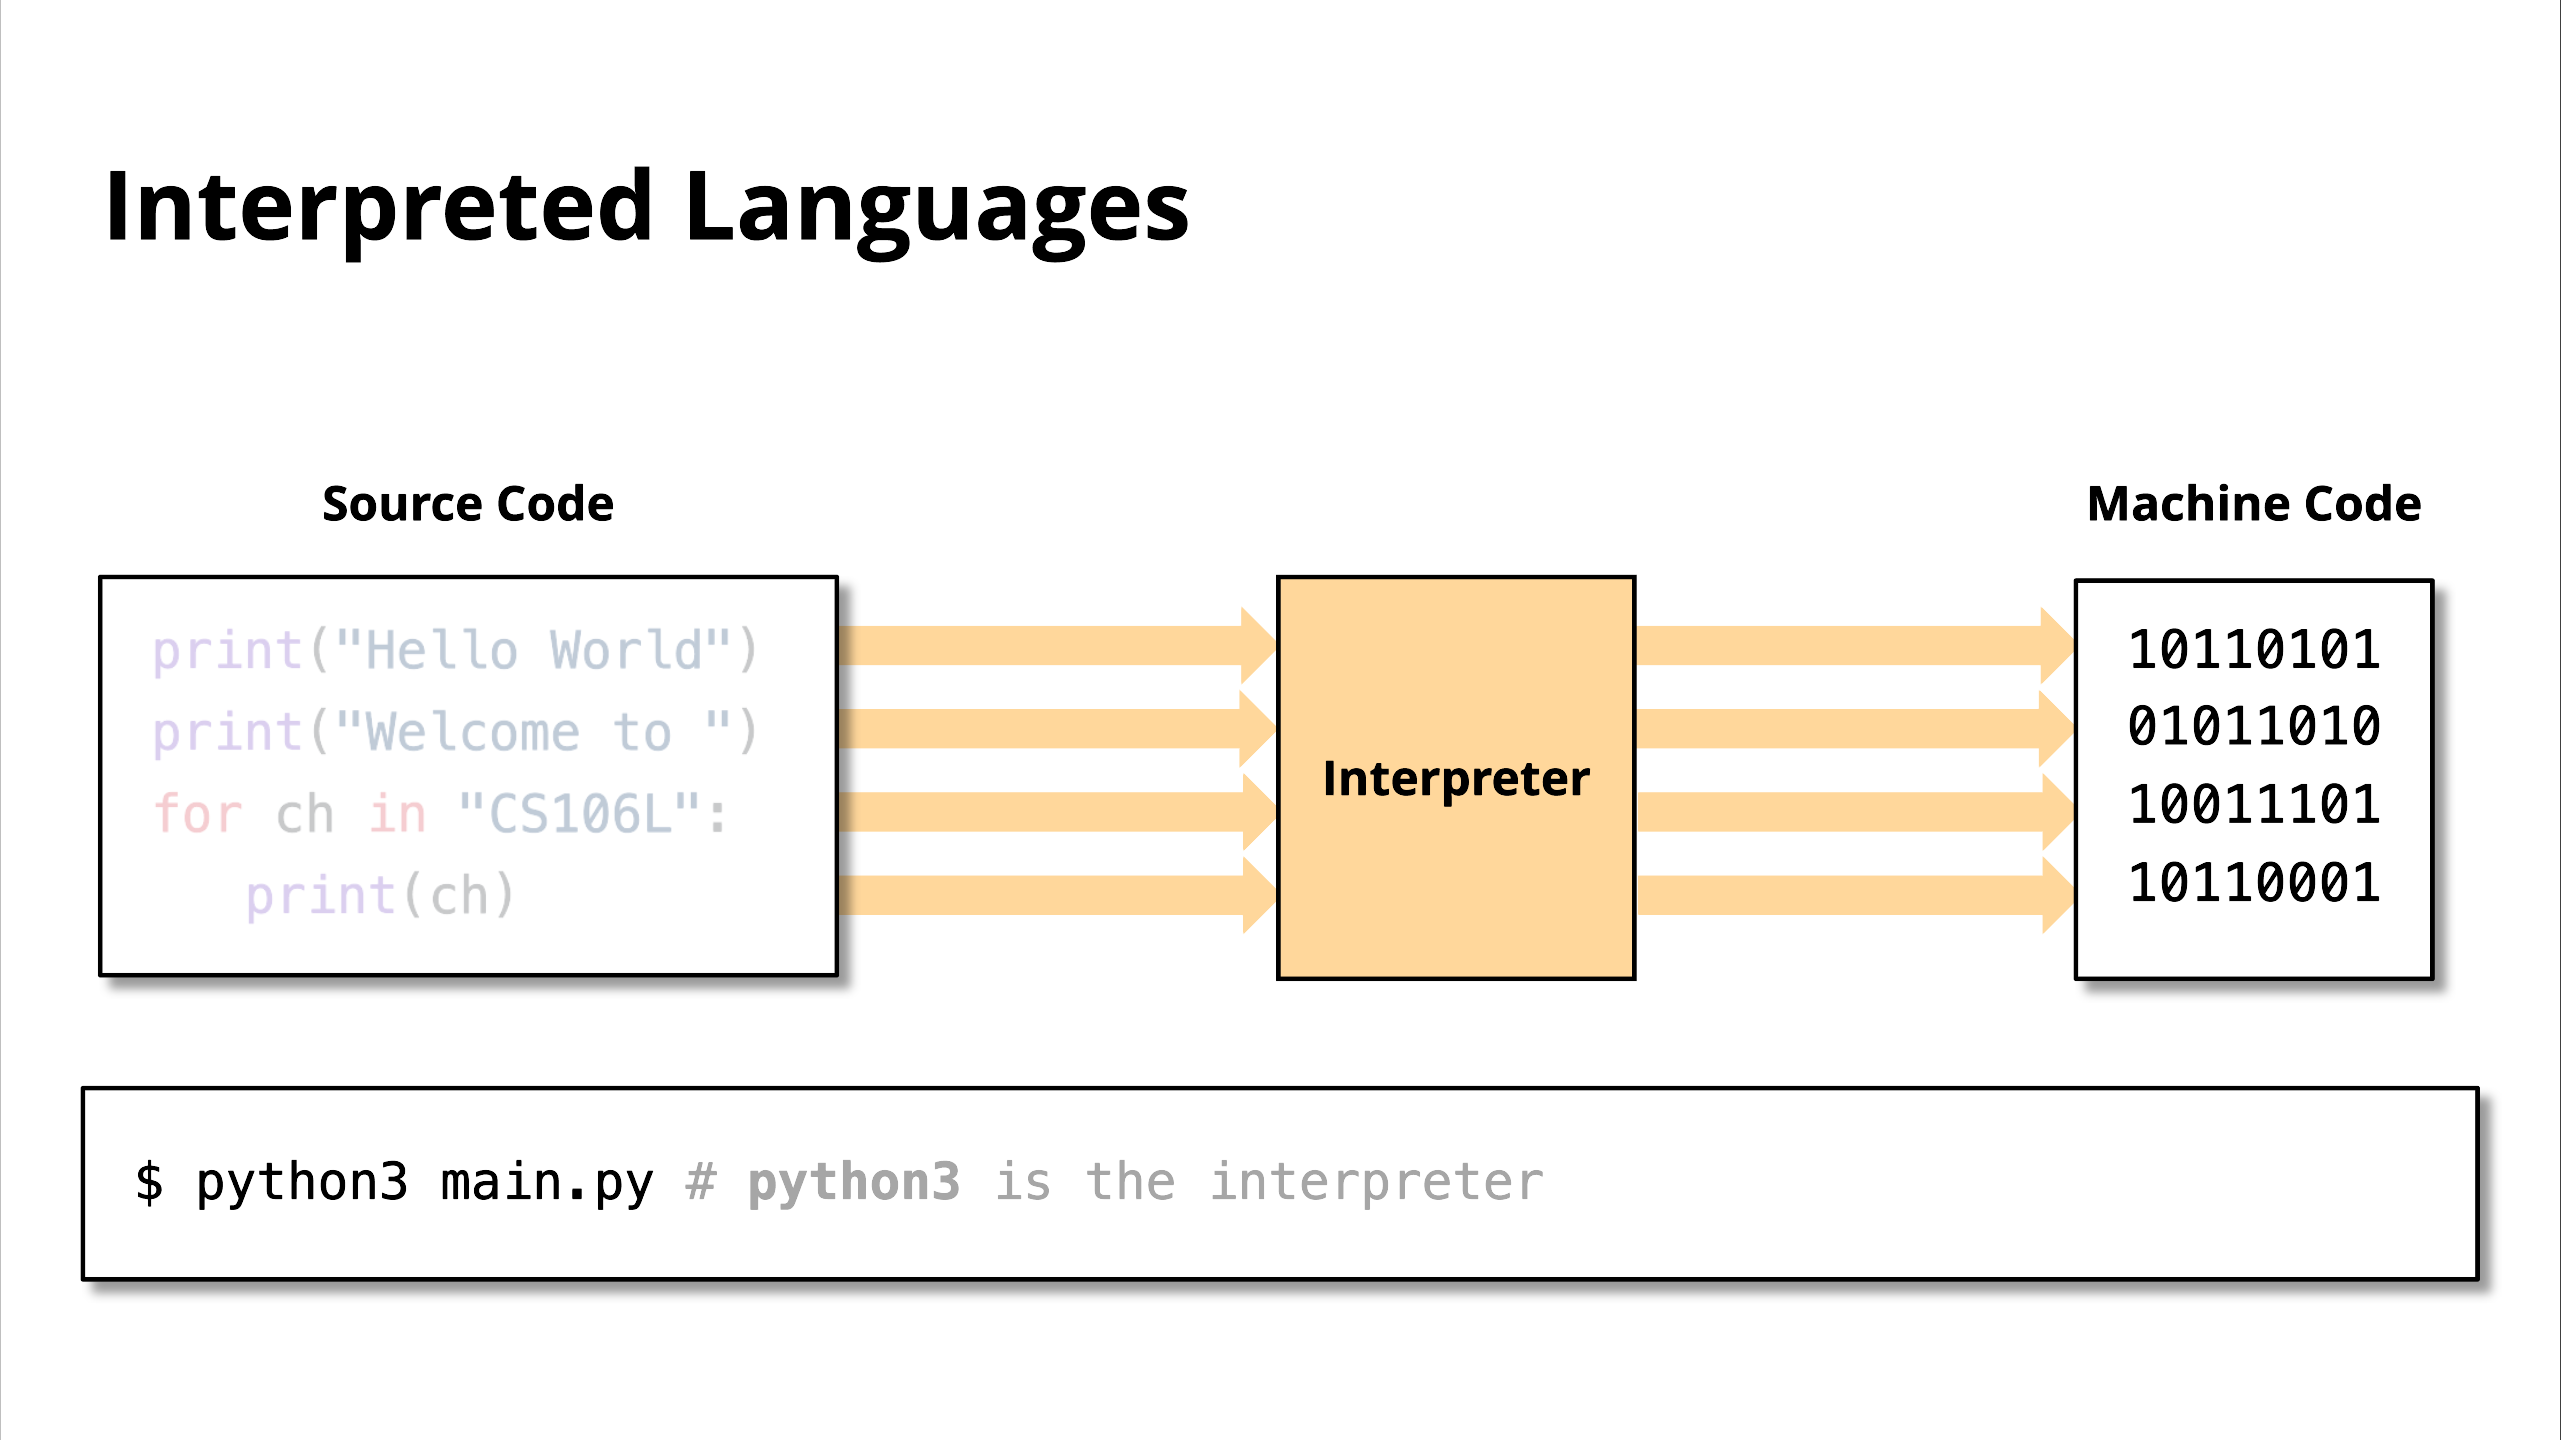 Interpreted Languages
Source Code
print("Hello World")
print("Welcome to ")
for ch in "CS106L":
   print(ch)
Interpreter
Machine Code
10110101
01011010
10011101
10110001
$ python3 main.py # python3 is the interpreter